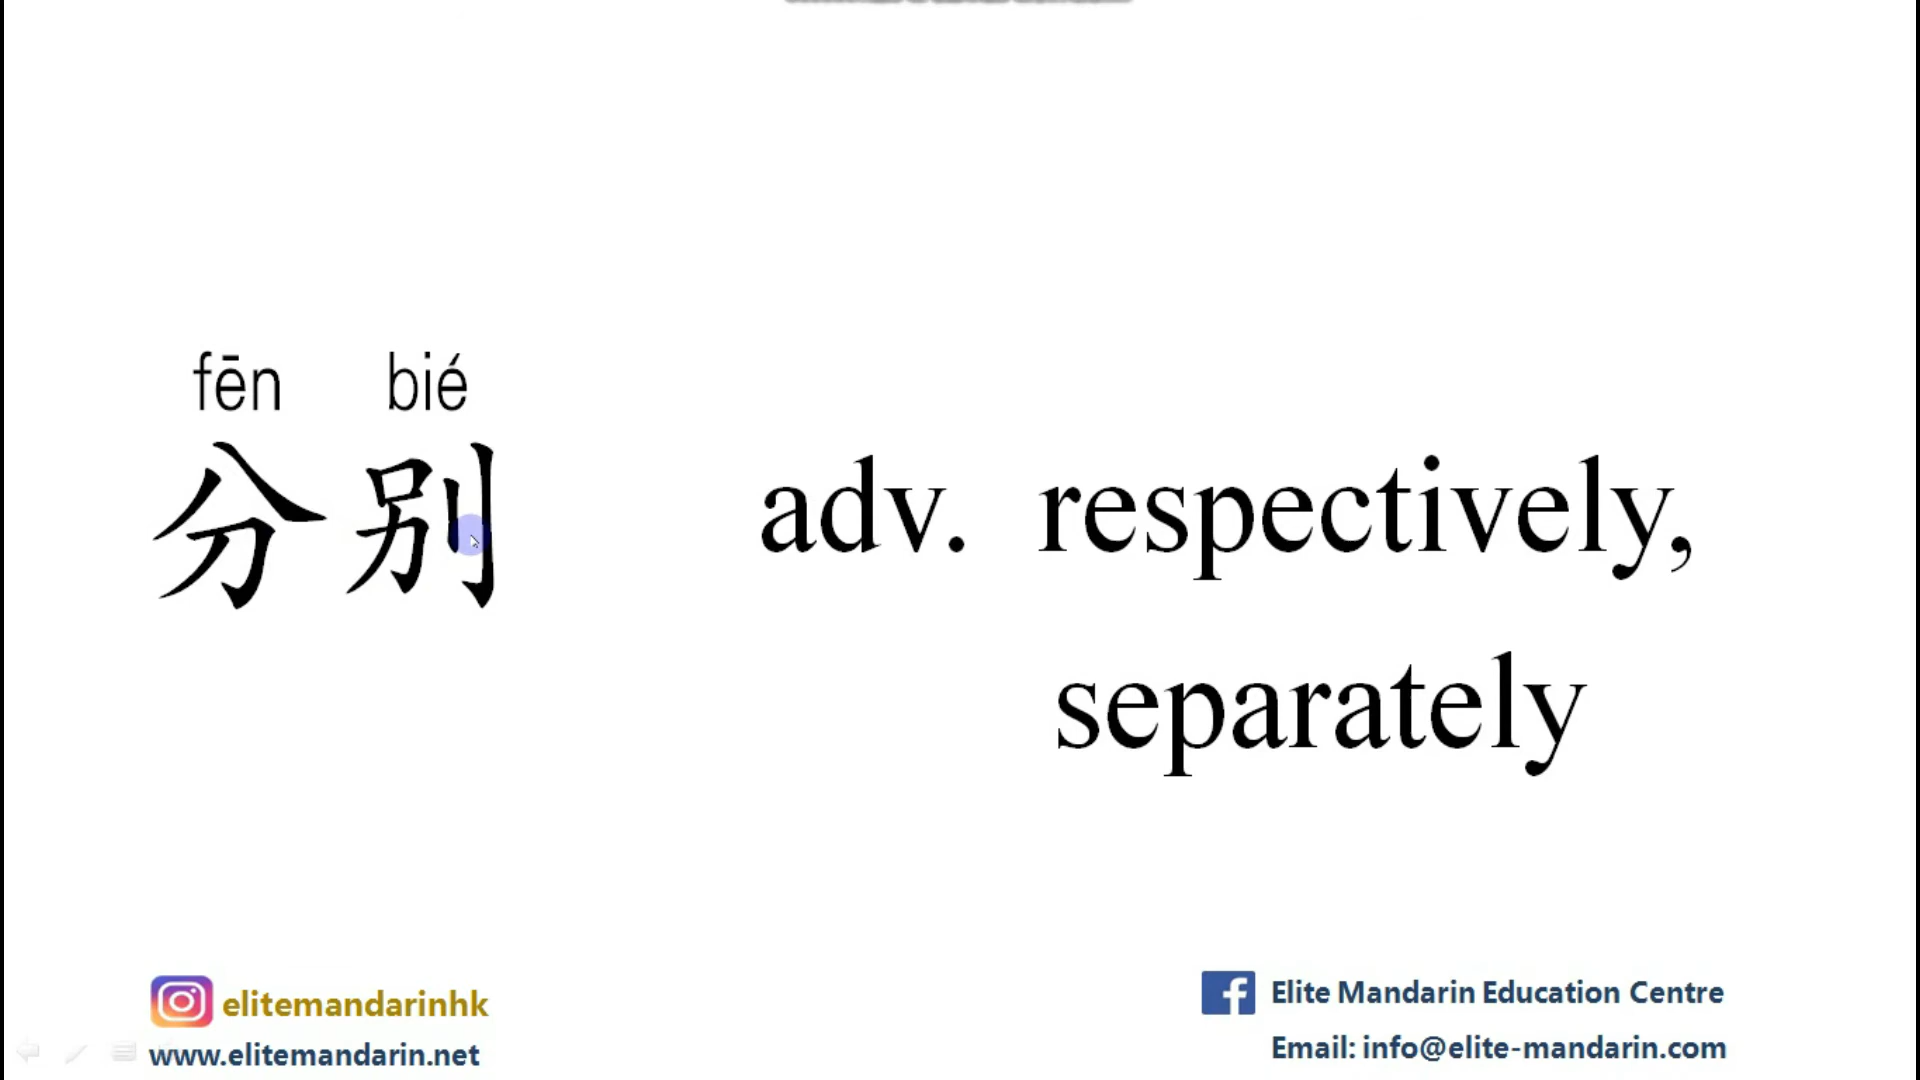 fēn bié
分别 adv. respectively,
separately
elitemandarinhk
www.elitemandarin.net
Elite Mandarin Education Centre
Email: info@elite-mandarin.com